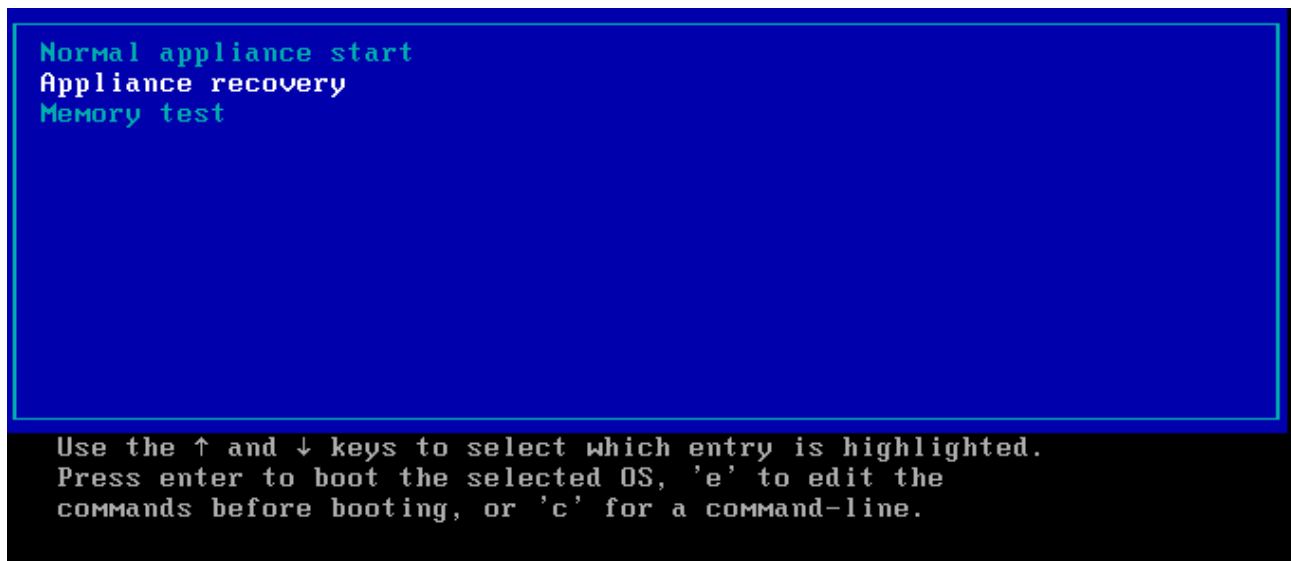 Normal appliance start
Appliance recovery
Memory test
Use the ↑ and ↓ keys to select which entry is highlighted.
Press enter to boot the selected OS, 'e' to edit the
commands before booting, or 'c' for a command-line.